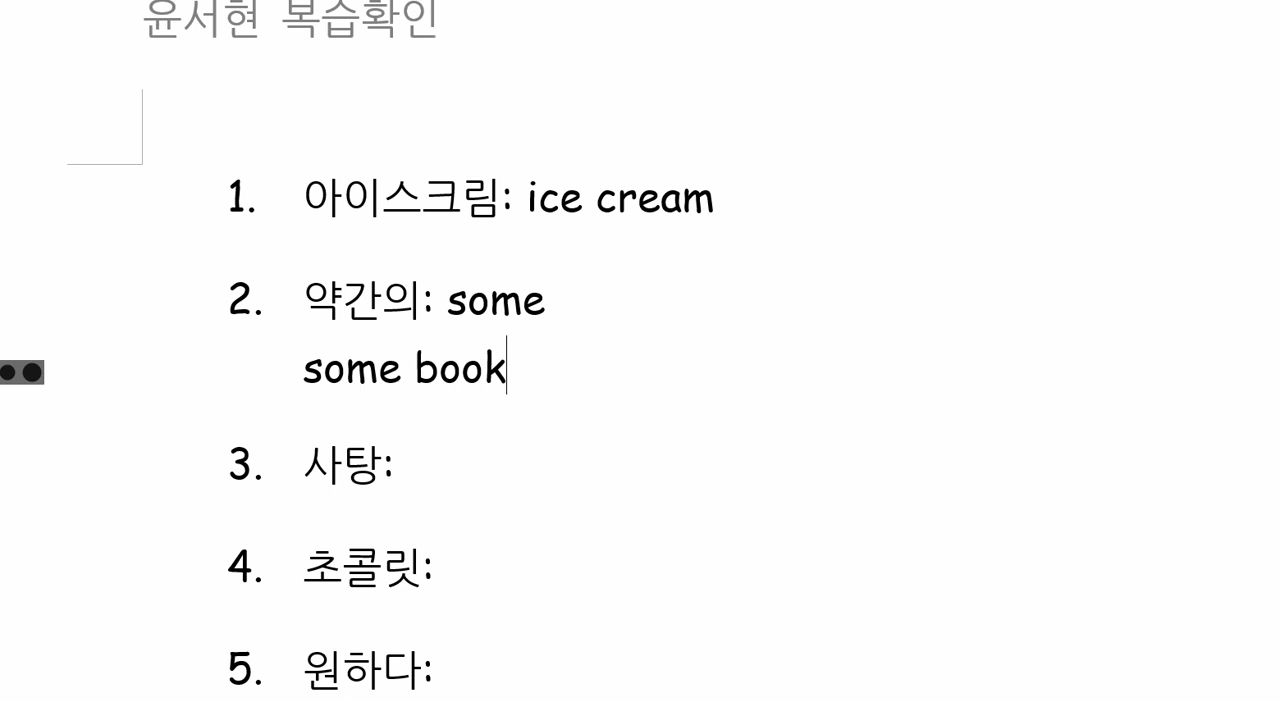 윤서현 복습확인
1. 아이스크림: ice cream
2. 약간의: some
some book
3. 사탕:
4. 초콜릿:
5. 원하다: